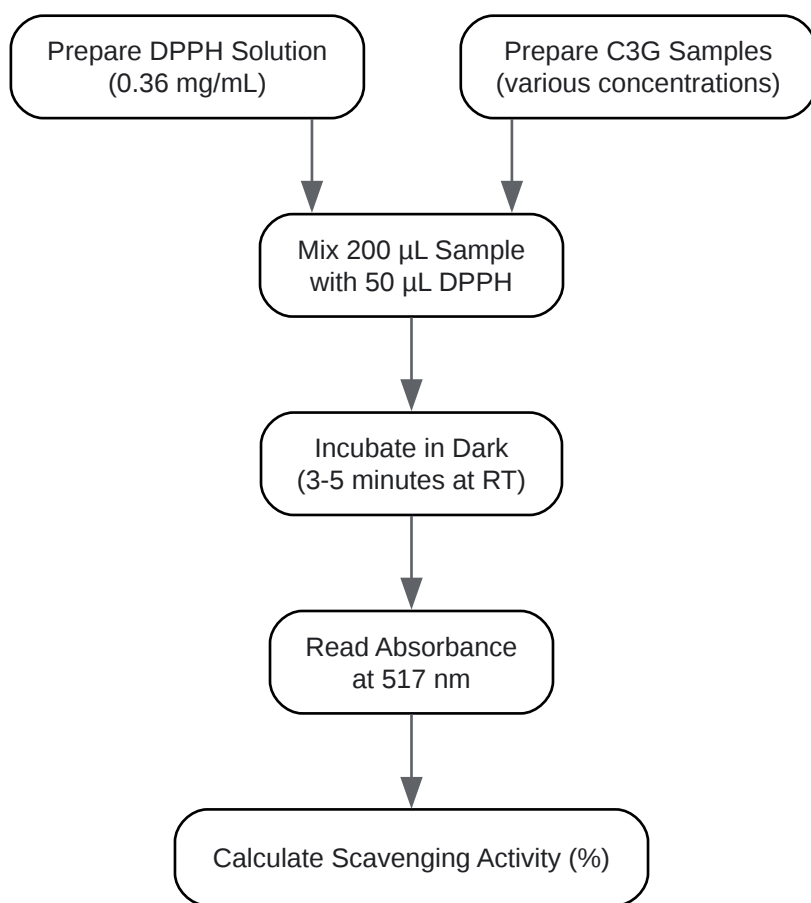 Prepare DPPH Solution
(0.36 mg/mL)
Prepare C3G Samples
(various concentrations)
Mix 200 µL Sample
with 50 µL DPPH
Incubate in Dark
(3-5 minutes at RT)
Read Absorbance
at 517 nm
Calculate Scavenging Activity (%)